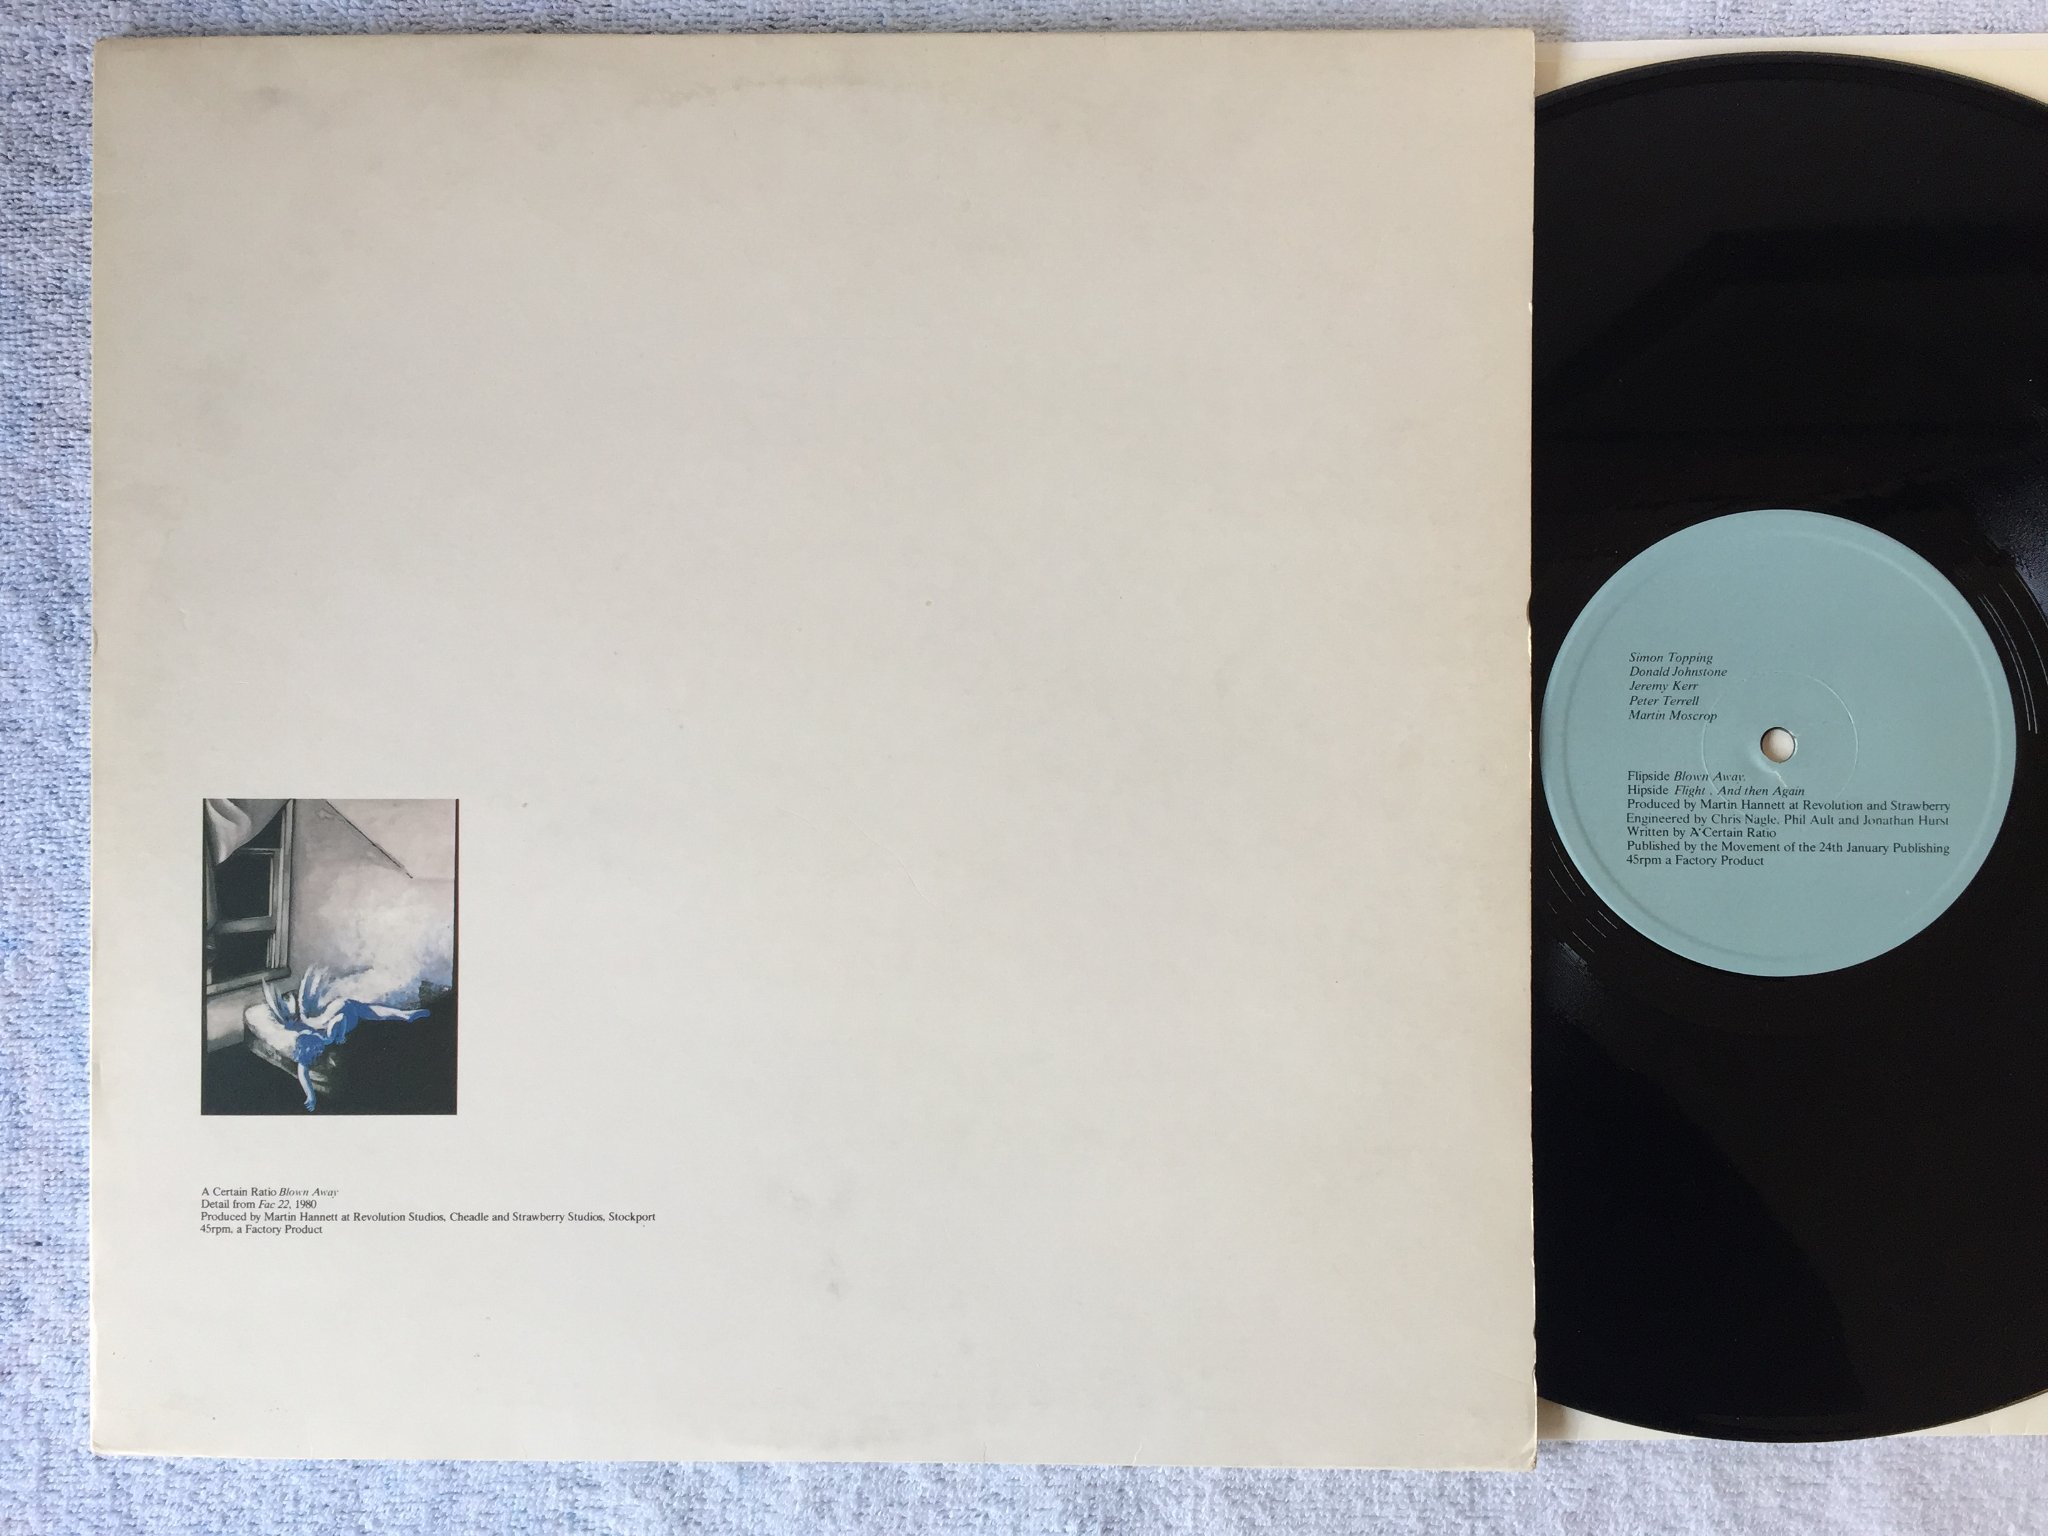 A Certain Ratio Blown Away
Detail from Fac 22, 1980
Produced by Martin Hannett at Revolution Studios, Cheadle and Strawberry Studios, Stockport
45rpm, a Factory Product
Simon Topping
Donald Johnstone
Jeremy Kerr
Peter Terrell
Martin Moscrop
Flipside Blown Away.
Hipside Flight . And then Again
Produced by Martin Hannett at Revolution and Strawberry
Engineered by Chris Nagle, Phil Ault and Jonathan Hurst
Written by A Certain Ratio
Published by the Movement of the 24th January Publishing
45rpm a Factory Product